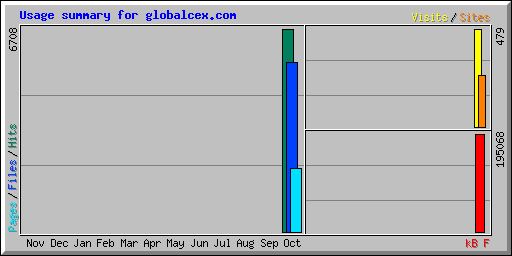 Usage summary for globalcex.com
Visits/Sites
6708
479
195068
Pages/Files/Hits
Nov Dec Jan Feb Mar Apr May Jun Jul Aug Sep Oct
kB F